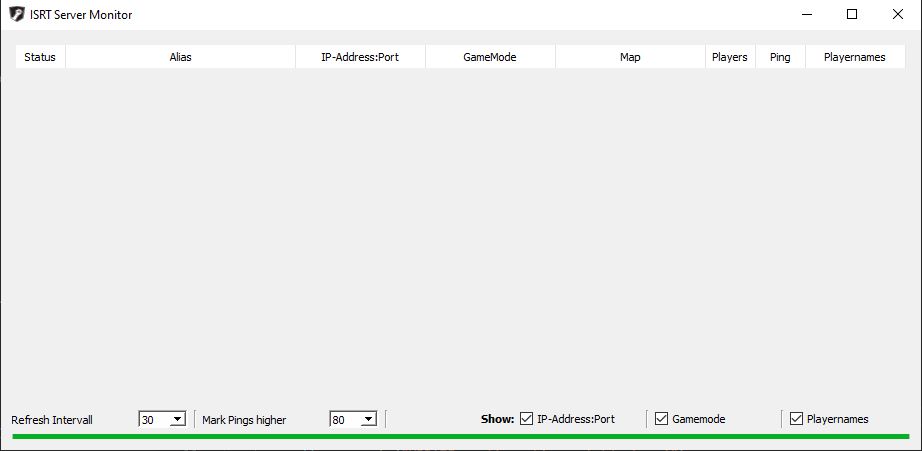 ISRT Server Monitor
Status Alias IP-Address:Port GameMode Map Players Ping Playernames
Refresh Intervall 30 Mark Pings higher 80 Show: IP-Address:Port Gamemode Playernames